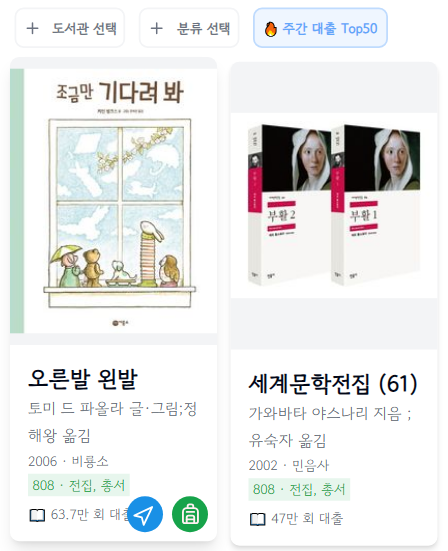 도서관 선택
분류 선택
주간 대출 Top50
조금만 기다려 봐
오른발 왼발
토미 드 파올라 글·그림;정
해왕 옮김
2006 · 비룡소
808 · 전집, 총서
63.7만 회 대출
부활 2
부활 1
세계문학전집 (61)
가와바타 야스나리 지음 ;
유숙자 옮김
2002 · 민음사
808 · 전집, 총서
47만 회 대출